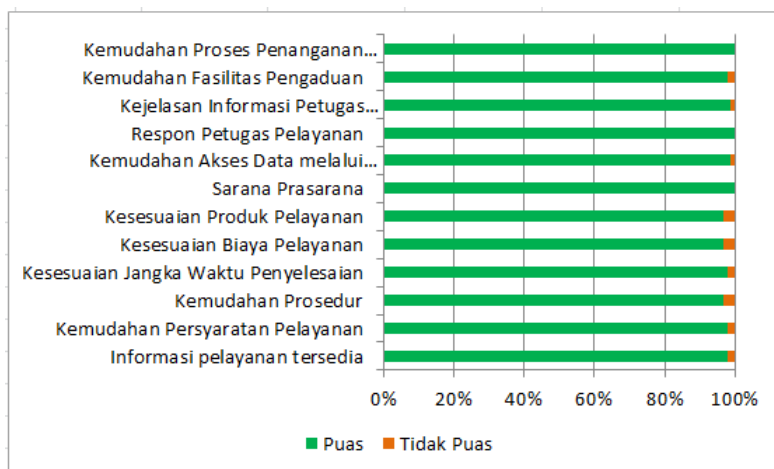 Kemudahan Proses Penanganan...
Kemudahan Fasilitas Pengaduan
Kejelasan Informasi Petugas...
Respon Petugas Pelayanan
Kemudahan Akses Data melalui...
Sarana Prasarana
Kesesuaian Produk Pelayanan
Kesesuaian Biaya Pelayanan
Kesesuaian Jangka Waktu Penyelesaian
Kemudahan Prosedur
Kemudahan Persyaratan Pelayanan
Informasi pelayanan tersedia
0% 20% 40% 60% 80% 100%
Puas Tidak Puas